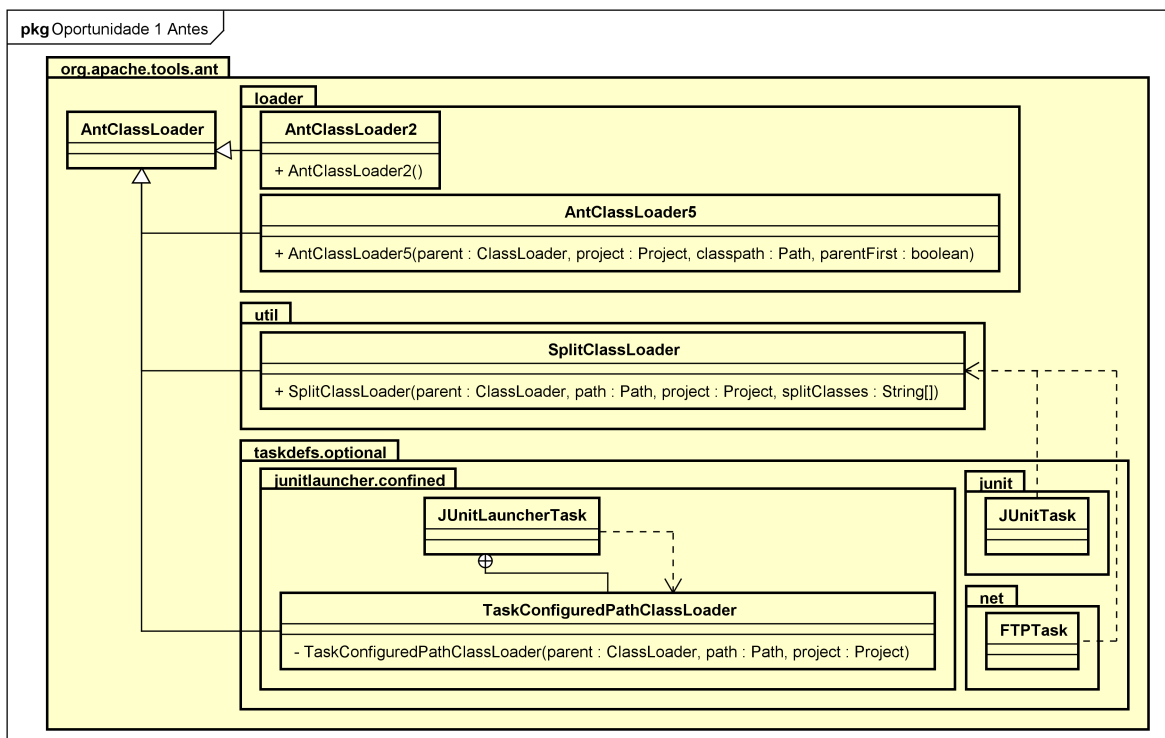 pkg Oportunidade 1 Antes
org.apache.tools.ant
AntClassLoader
loader
AntClassLoader2
+ AntClassLoader2()
AntClassLoader5
+ AntClassLoader5(parent : ClassLoader, project : Project, classpath : Path, parentFirst : boolean)
util
SplitClassLoader
+ SplitClassLoader(parent : ClassLoader, path : Path, project : Project, splitClasses : String[])
taskdefs.optional
junitlauncher.confined
JUnitLauncherTask
TaskConfiguredPathClassLoader
- TaskConfiguredPathClassLoader(parent : ClassLoader, path : Path, project : Project)
junit
JUnitTask
net
FTPTask